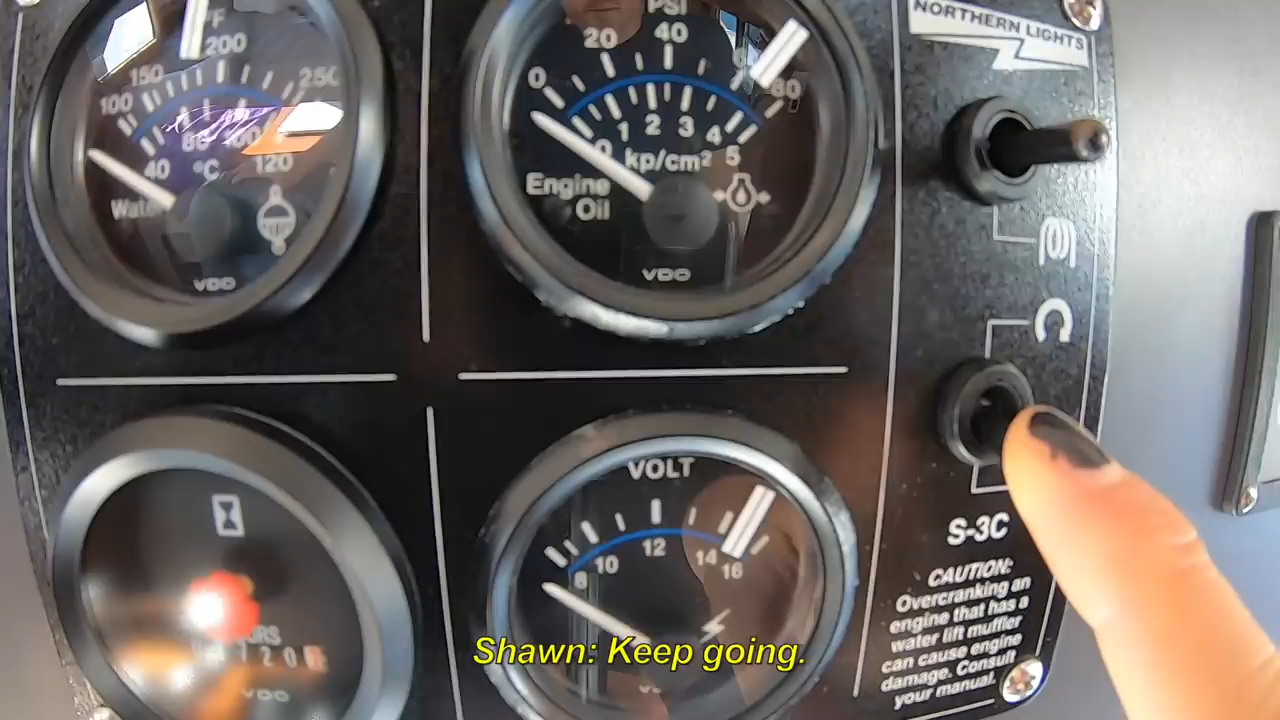 °F
200
150
250
100
80
100
40
°C
120
Water
VDO
PSI
20
40
0
80
0
1
2
3
4
5
kp/cm²
Engine
Oil
VDO
NORTHERN LIGHTS
VOLT
8
10
12
14
16
S-3C
CAUTION:
Overcranking an
engine that has a
water lift muffler
can cause engine
damage. Consult
your manual.
VDO
Shawn: Keep going.